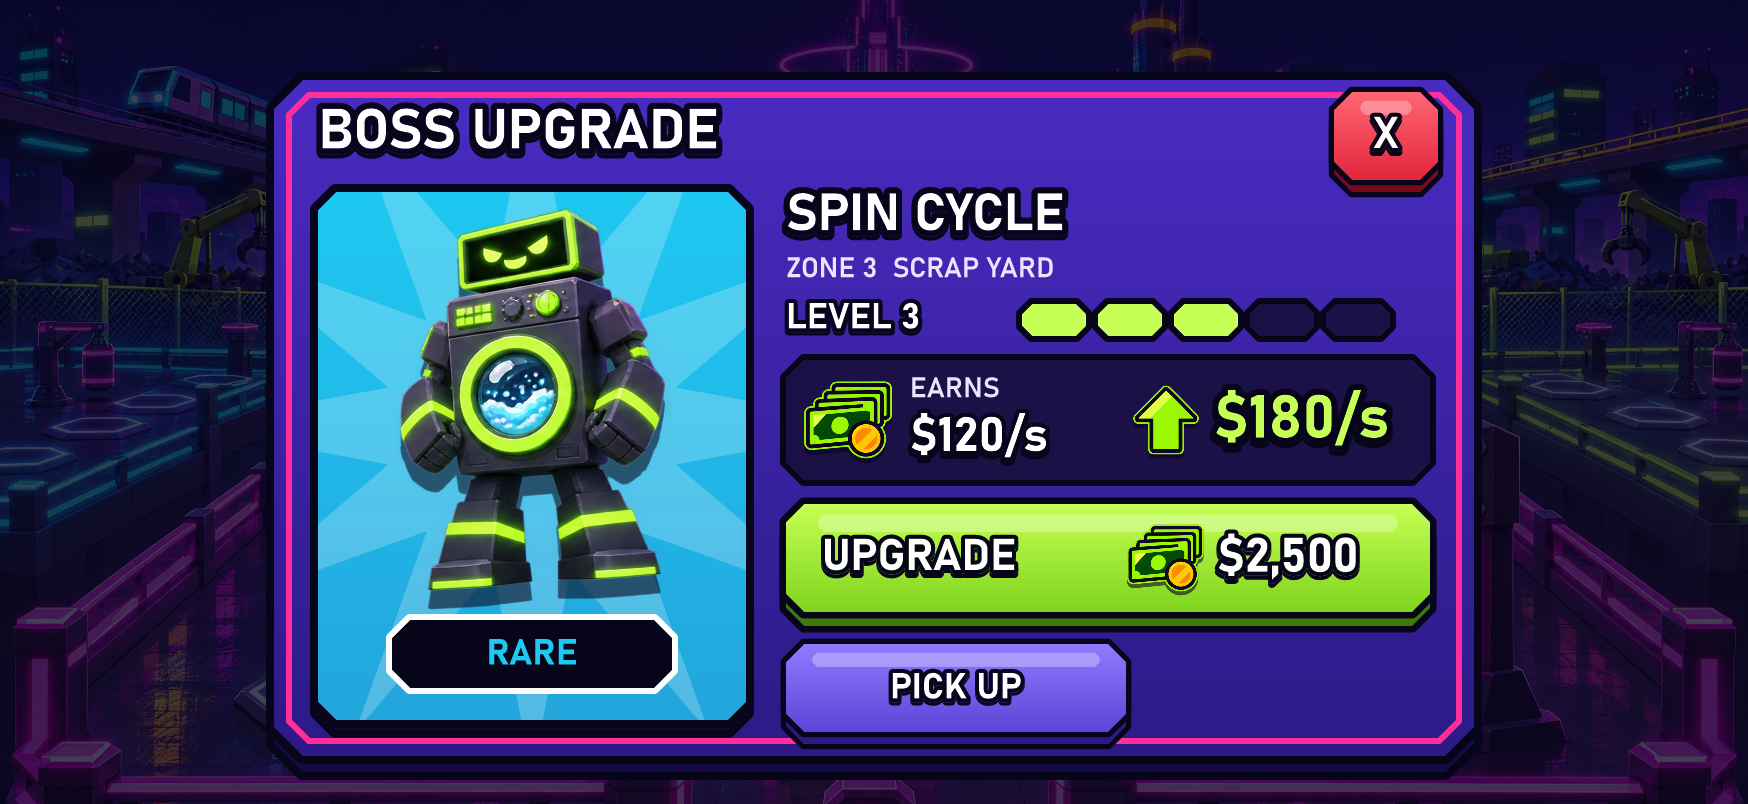 BOSS UPGRADE
X
SPIN CYCLE
ZONE 3 SCRAP YARD
LEVEL 3
EARNS
$120/s
$180/s
UPGRADE $2,500
RARE
PICK UP